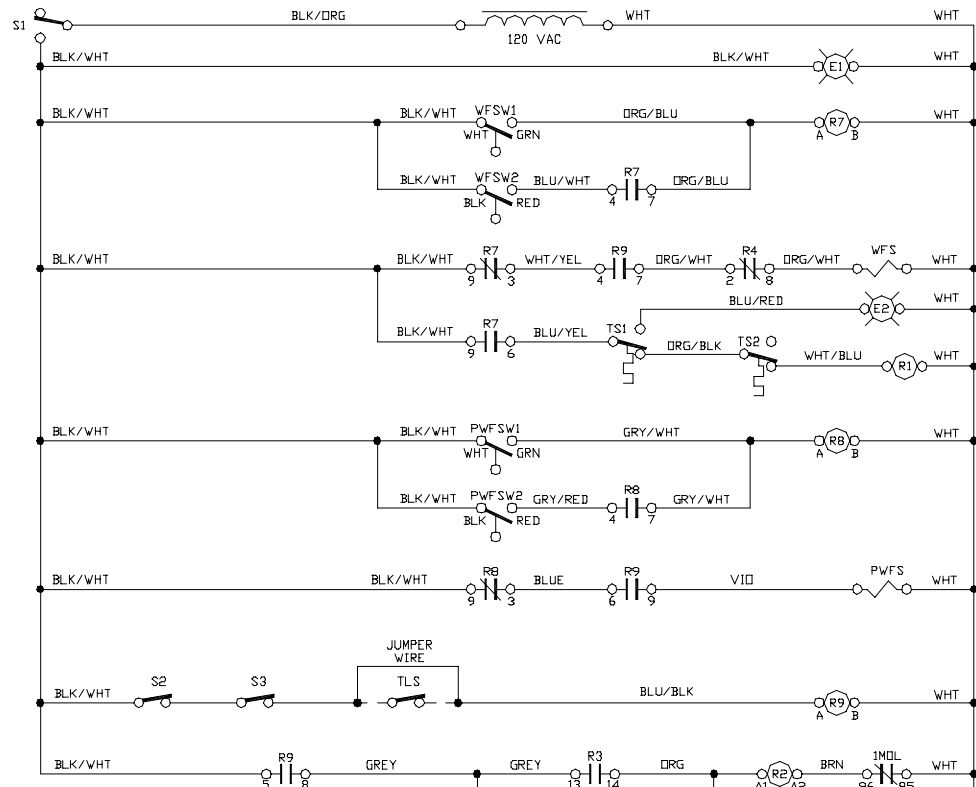 BLK/ORG WHT WHT
S1
120 VAC
BLK/WHT BLK/WHT E1 WHT
BLK/WHT BLK/WHT WFSW1 ORG/BLU R7 WHT
WHT GRN A B
BLK/WHT WFSW2 BLU/WHT R7 ORG/BLU
BLK RED 4 7
BLK/WHT BLK/WHT R7 WHT/YEL R9 ORG/WHT R4 ORG/WHT WFS WHT
9 3 4 7 2 8
BLU/RED E2 WHT
BLK/WHT R7 BLU/YEL TS1 ORG/BLK TS2 WHT/BLU R1 WHT
9 6
BLK/WHT BLK/WHT PWFSW1 GRY/WHT R8 WHT
WHT GRN A B
BLK/WHT PWFSW2 GRY/RED R8 GRY/WHT
BLK RED 4 7
BLK/WHT BLK/WHT R8 BLUE R9 VIO PWFS WHT
9 3 6 9
JUMPER
WIRE
BLK/WHT S2 S3 TLS BLU/BLK R9 WHT
A B
BLK/WHT R9 GREY GREY R3 ORG R2 BRN 1MOL WHT
5 8 13 14 A1 A2 96 95